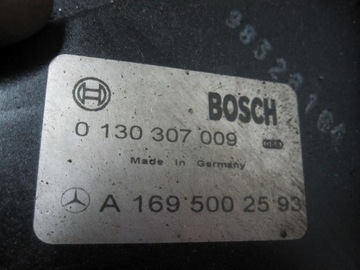 BOSCH
0 130 307 009
Made in Germany
A 169 500 25 93